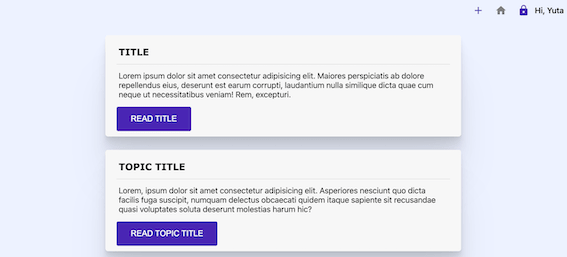 Hi, Yuta
TITLE
Lorem ipsum dolor sit amet consectetur adipisicing elit. Maiores perspiciatis ab dolore
repellendus eius, deserunt est earum corrupti, laudantium nulla similique dicta quae cum
neque ut necessitatibus veniam! Rem, excepturi.
READ TITLE
TOPIC TITLE
Lorem, ipsum dolor sit amet consectetur adipisicing elit. Asperiores nesciunt quo dicta
facilis fuga suscipit, numquam delectus obcaecati quidem itaque sapiente sit recusandae
quasi voluptates soluta deserunt molestias harum hic?
READ TOPIC TITLE